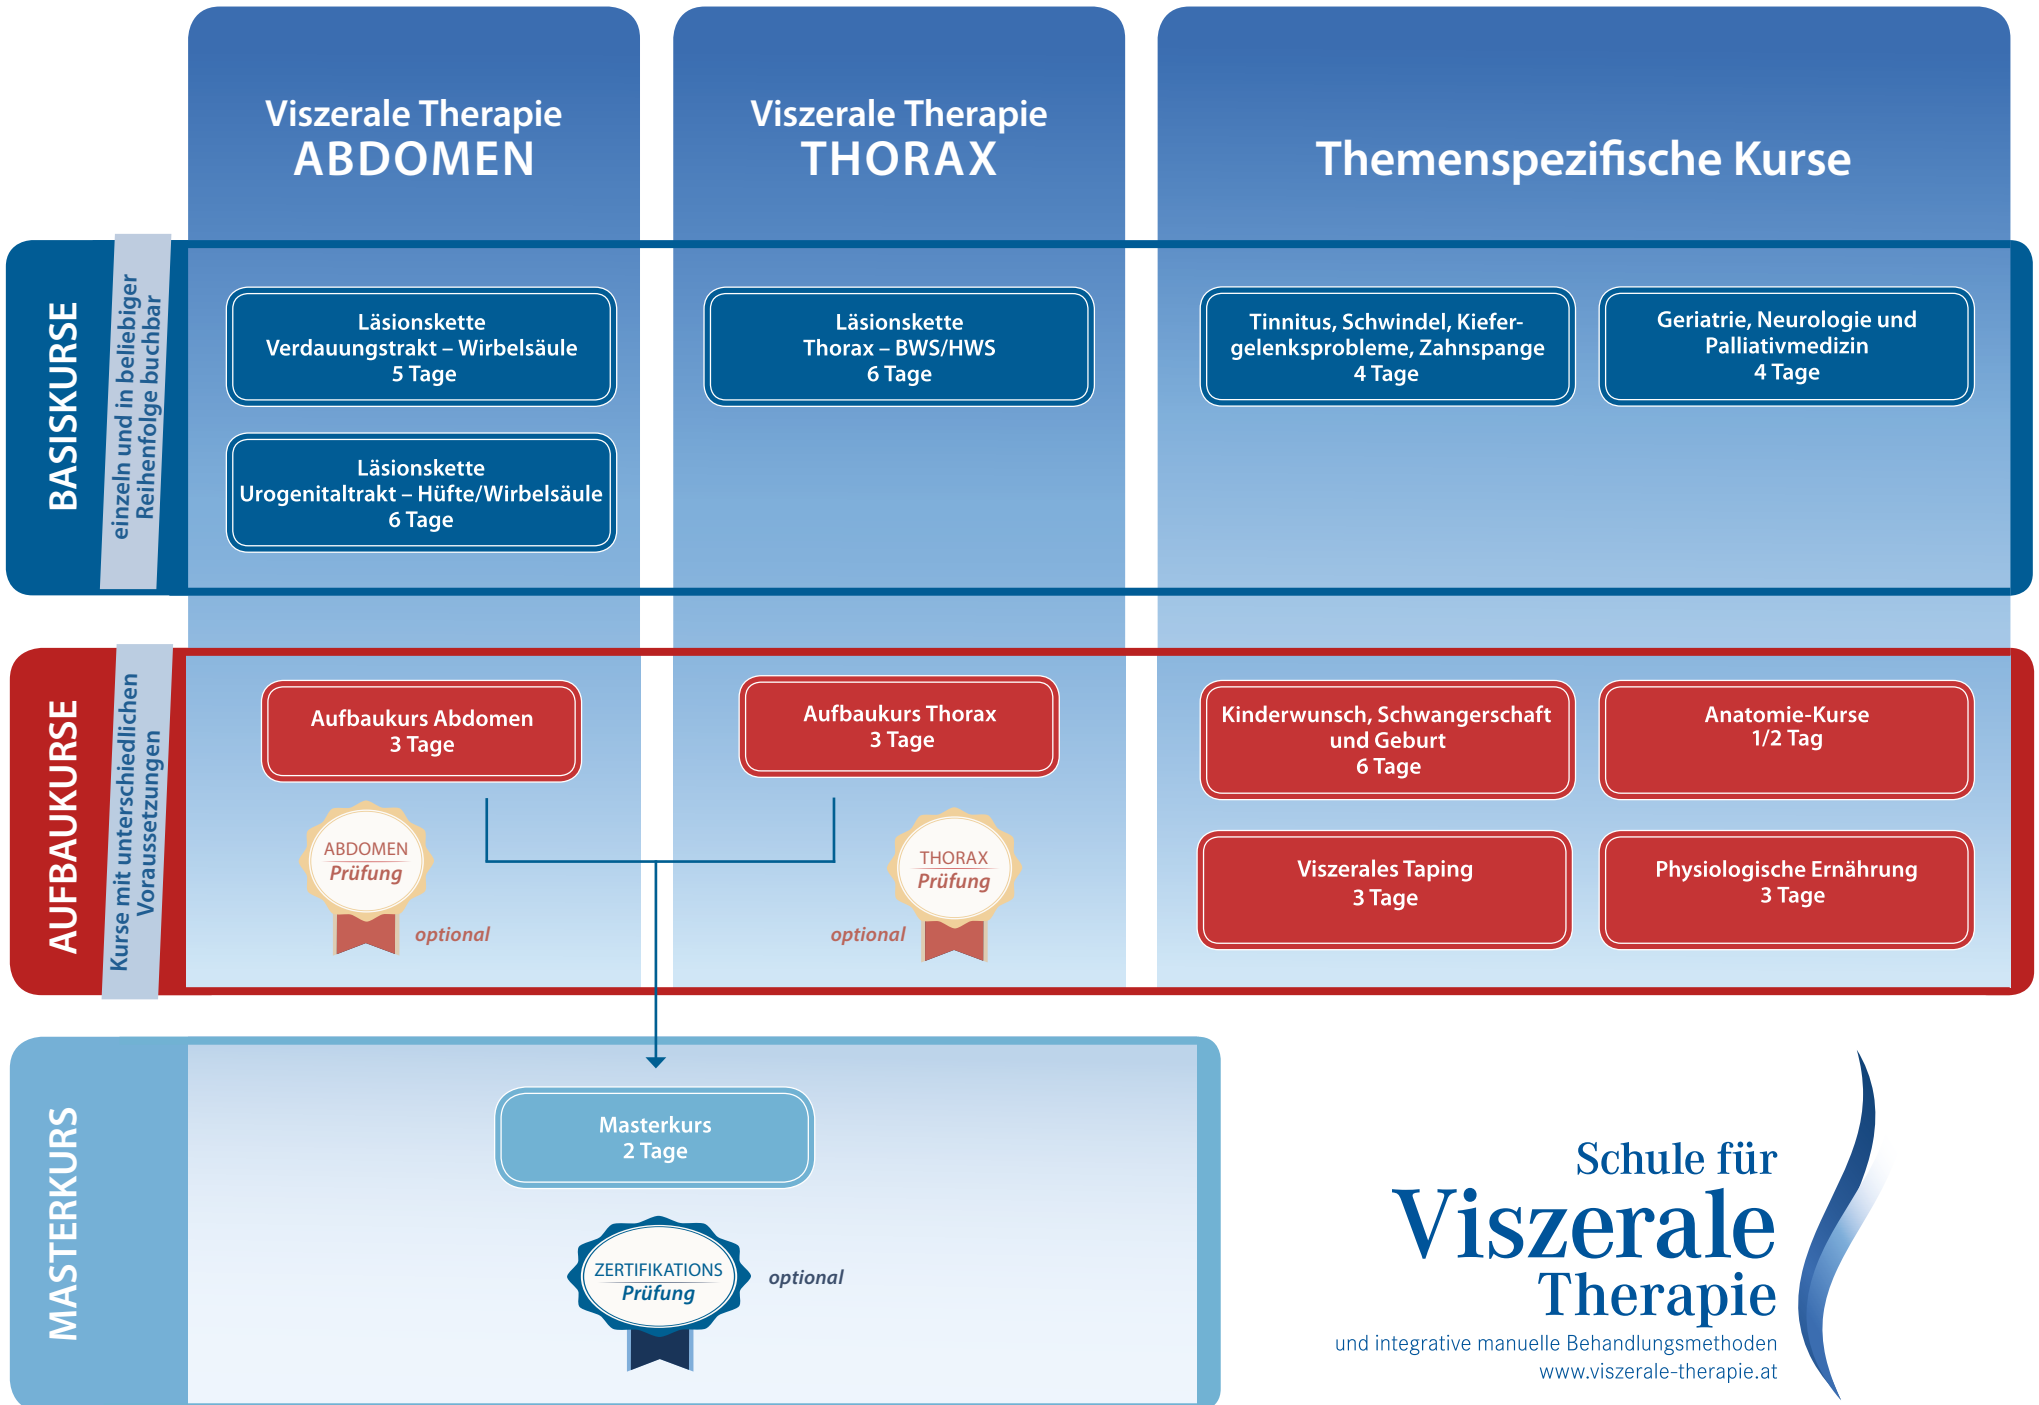 Viszerale Therapie
ABDOMEN
Viszerale Therapie
THORAX
Themenspezifische Kurse
BASISKURSE
einzeln und in beliebiger
Reihenfolge buchbar
Läsionskette
Verdauungstrakt – Wirbelsäule
5 Tage
Läsionskette
Urogenitaltrakt – Hüfte/Wirbelsäule
6 Tage
Läsionskette
Thorax – BWS/HWS
6 Tage
Tinnitus, Schwindel, Kiefer-
gelenksprobleme, Zahnspange
4 Tage
Geriatrie, Neurologie und
Palliativmedizin
4 Tage
AUFBAUKURSE
Kurse mit unterschiedlichen
Voraussetzungen
Aufbaukurs Abdomen
3 Tage
ABDOMEN
Prüfung
optional
Aufbaukurs Thorax
3 Tage
THORAX
Prüfung
optional
Kinderwunsch, Schwangerschaft
und Geburt
6 Tage
Anatomie-Kurse
1/2 Tag
Viszerales Taping
3 Tage
Physiologische Ernährung
3 Tage
MASTERKURS
Masterkurs
2 Tage
ZERTIFIKATIONS
Prüfung
optional
Schule für
Viszerale
Therapie
und integrative manuelle Behandlungsmethoden
www.viszerale-therapie.at